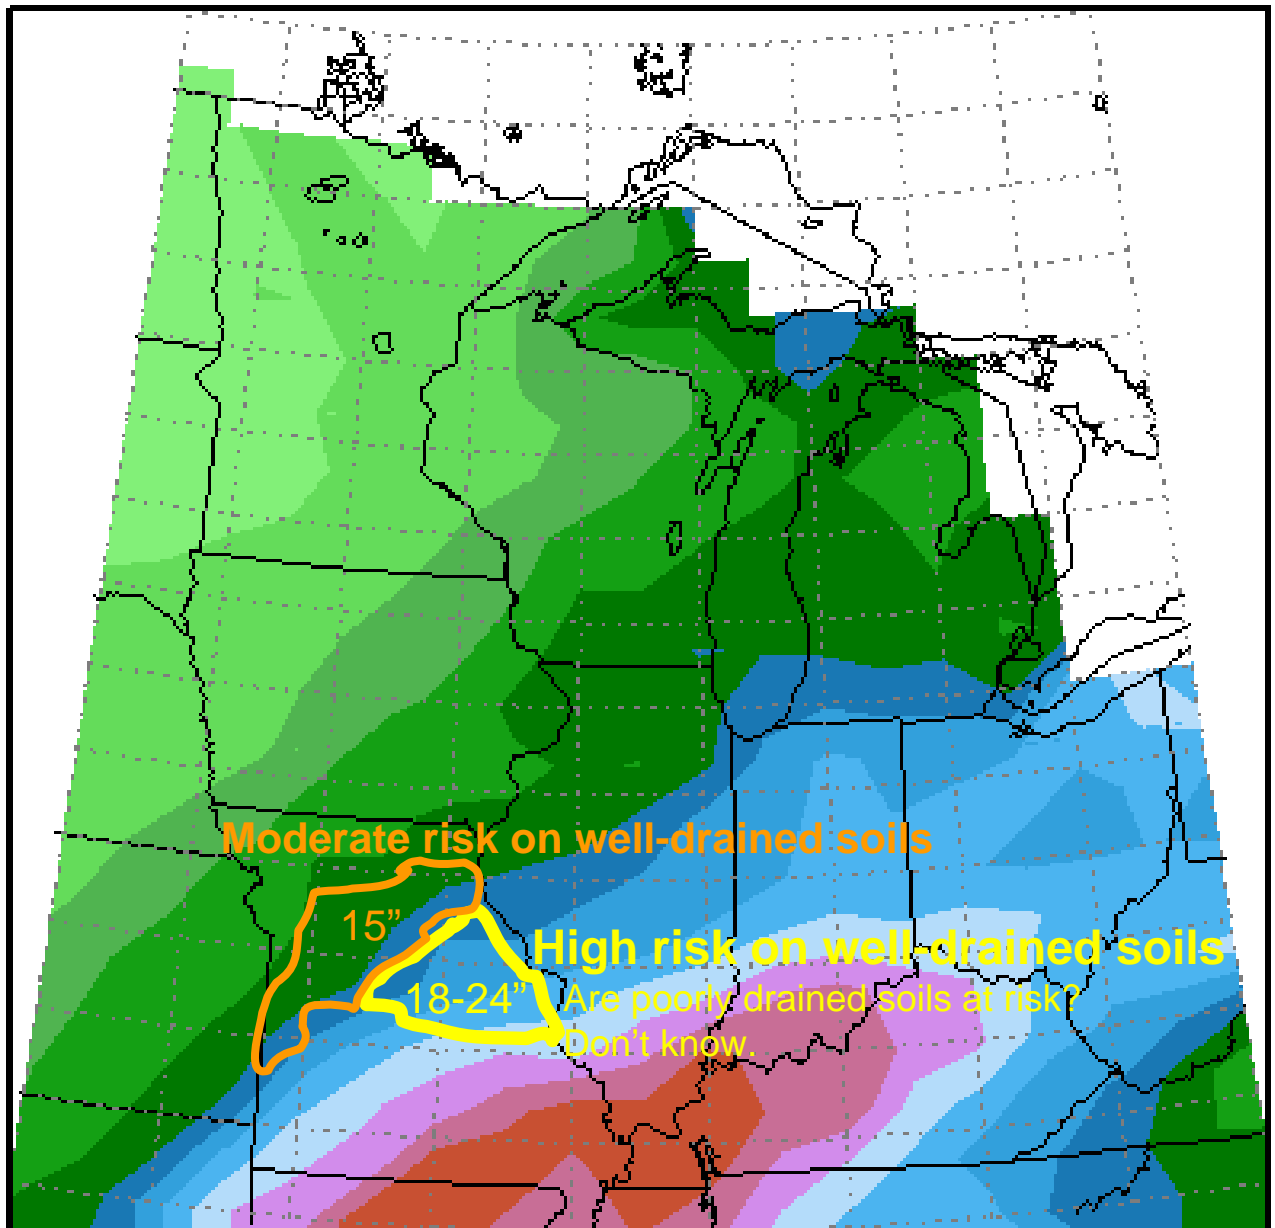 Moderate risk on well-drained soils
15”
High risk on well-drained soils
18-24”
Are poorly drained soils at risk?
Don’t know.